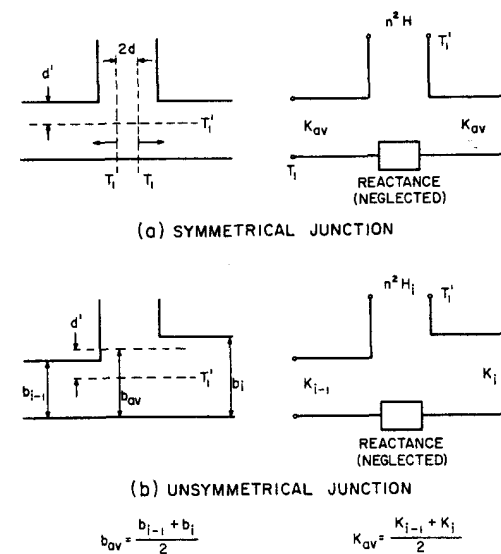 n²H
2d
d'
T₁'
T₁'
K_av
K_av
T₁
T₁
T₁
REACTANCE
(NEGLECTED)
(a) SYMMETRICAL JUNCTION
n²H_i
d'
T₁'
T₁'
b_{i-1}
b_av
b_i
K_{i-1}
K_i
REACTANCE
(NEGLECTED)
(b) UNSYMMETRICAL JUNCTION
b_av = (b_{i-1} + b_i)/2
K_av = (K_{i-1} + K_i)/2